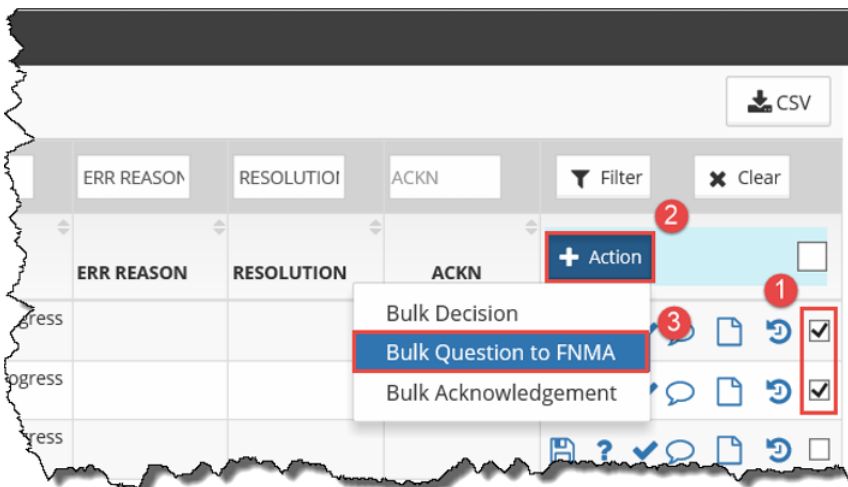 CSV
ERR REASON
RESOLUTION
ACKN
Filter
Clear
2
+ Action
ERR REASON
RESOLUTION
ACKN
1
gress
Bulk Decision
3
Bulk Question to FNMA
ogress
Bulk Acknowledgement
ress
?